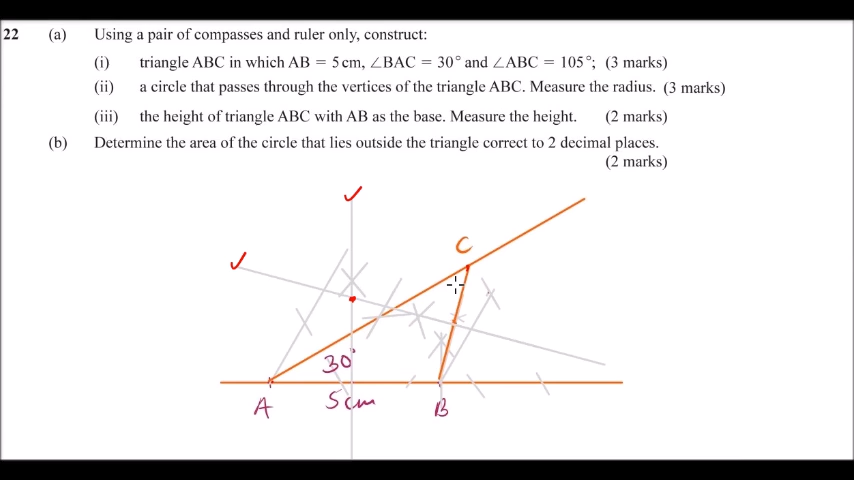 22 (a) Using a pair of compasses and ruler only, construct:
(i) triangle ABC in which AB = 5 cm, ∠BAC = 30° and ∠ABC = 105°; (3 marks)
(ii) a circle that passes through the vertices of the triangle ABC. Measure the radius. (3 marks)
(iii) the height of triangle ABC with AB as the base. Measure the height. (2 marks)
(b) Determine the area of the circle that lies outside the triangle correct to 2 decimal places.
(2 marks)
C
30°
A 5cm B